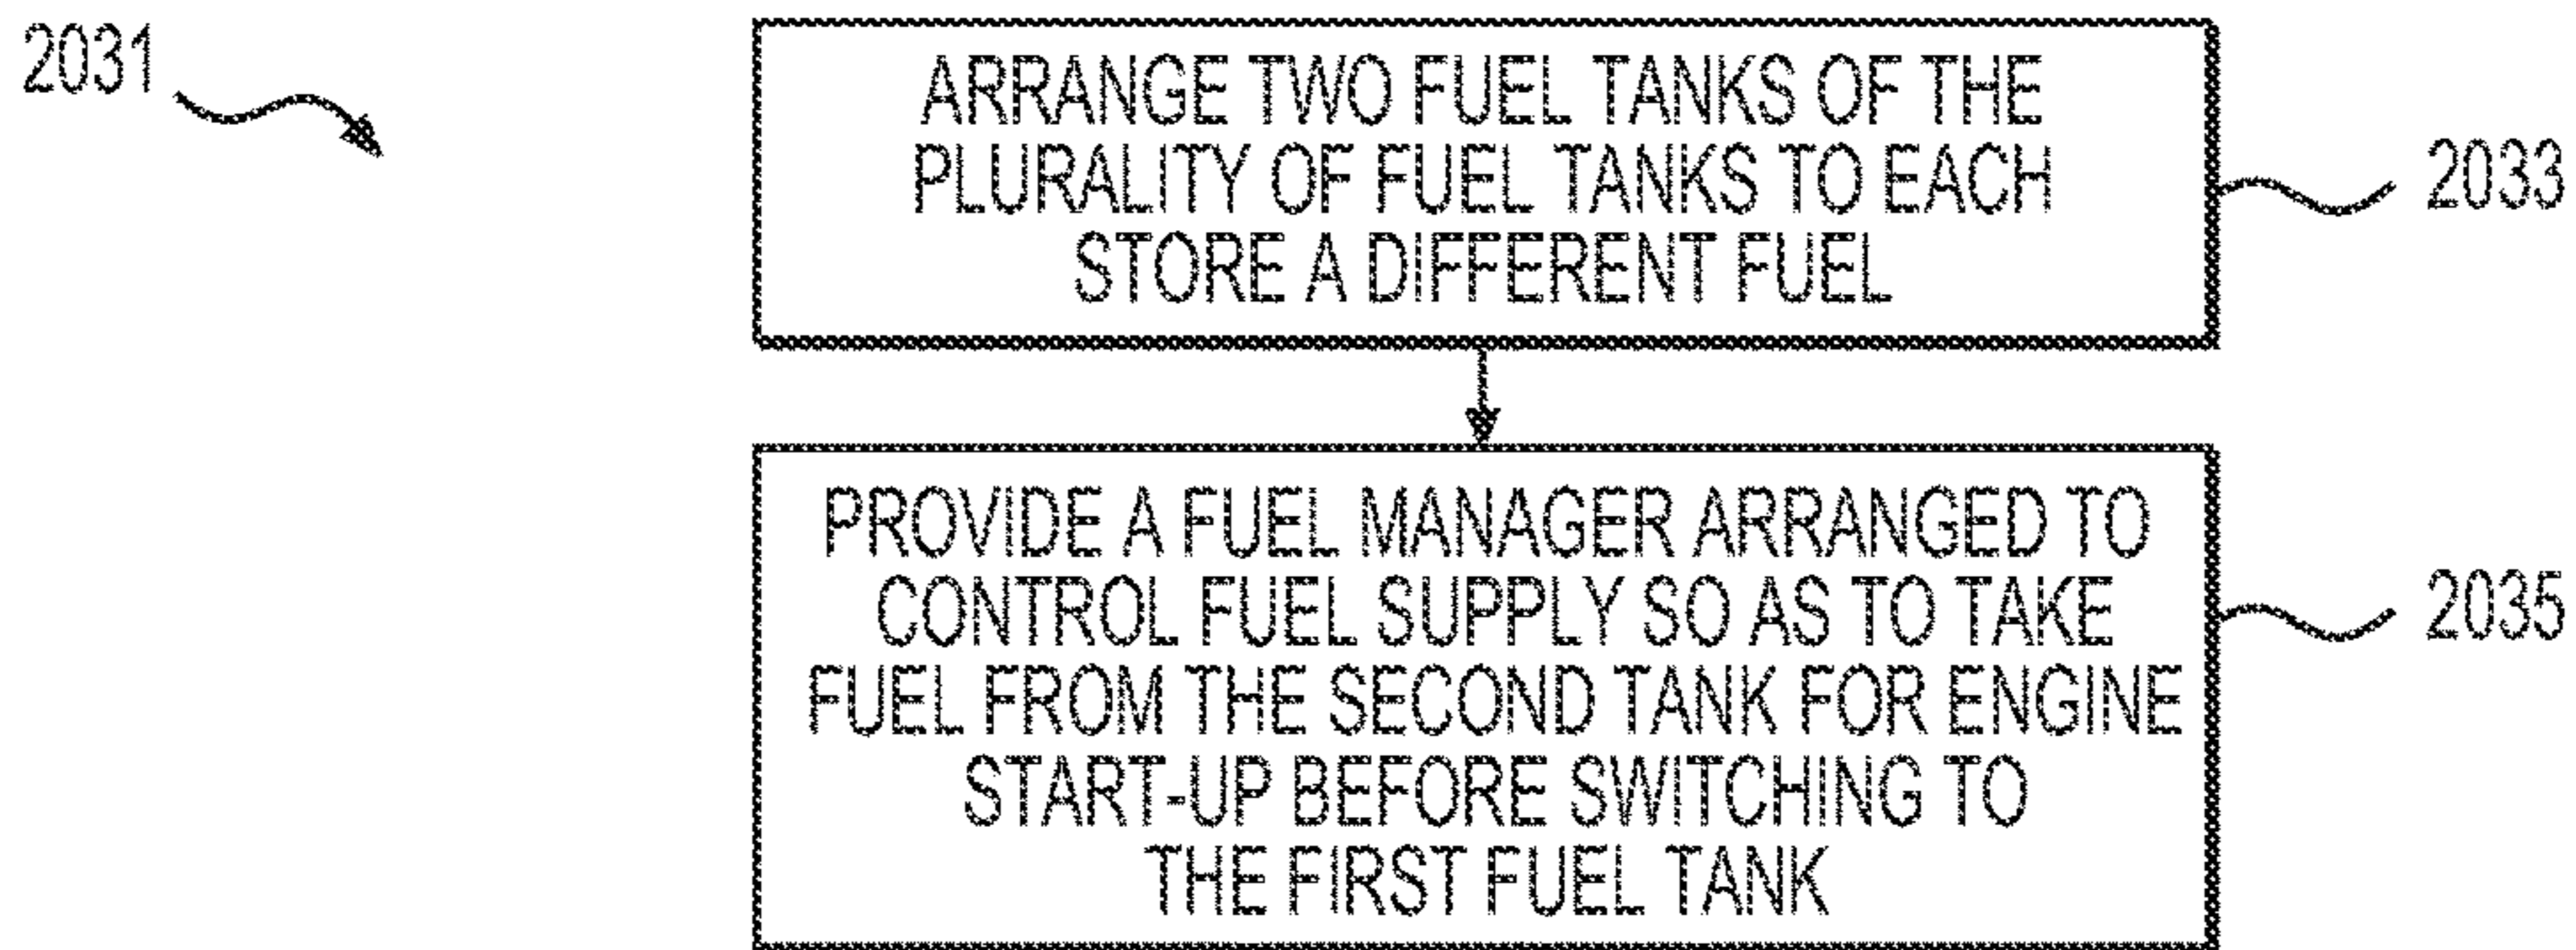 2031
ARRANGE TWO FUEL TANKS OF THE
PLURALITY OF FUEL TANKS TO EACH
STORE A DIFFERENT FUEL
2033
PROVIDE A FUEL MANAGER ARRANGED TO
CONTROL FUEL SUPPLY SO AS TO TAKE
FUEL FROM THE SECOND TANK FOR ENGINE
START-UP BEFORE SWITCHING TO
THE FIRST FUEL TANK
2035